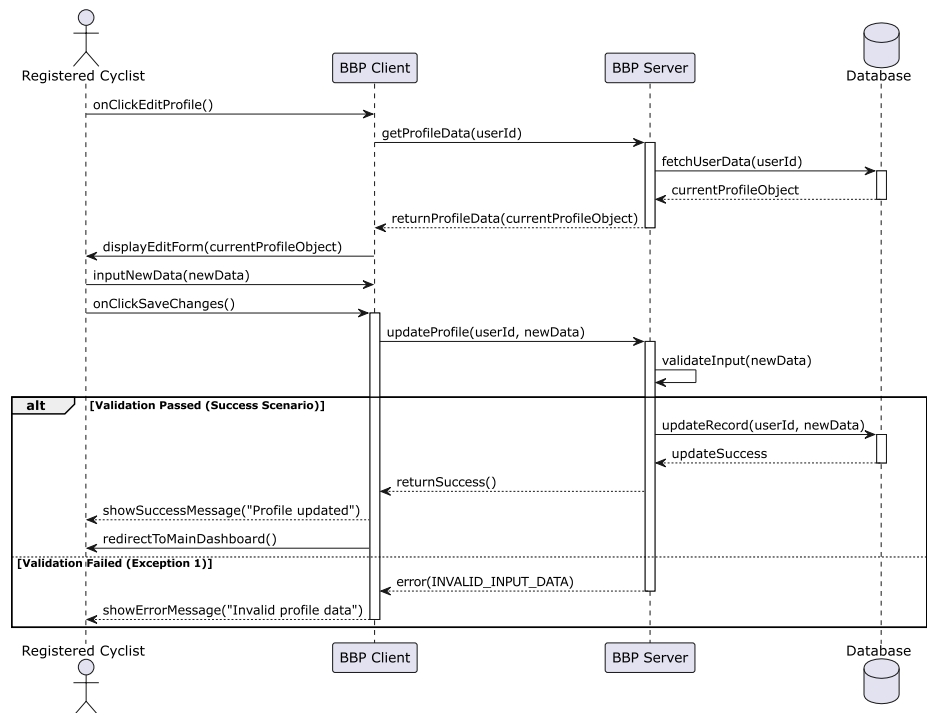 Registered Cyclist
BBP Client
BBP Server
Database
onClickEditProfile()
getProfileData(userId)
fetchUserData(userId)
currentProfileObject
returnProfileData(currentProfileObject)
displayEditForm(currentProfileObject)
inputNewData(newData)
onClickSaveChanges()
updateProfile(userId, newData)
validateInput(newData)
alt
[Validation Passed (Success Scenario)]
updateRecord(userId, newData)
updateSuccess
returnSuccess()
showSuccessMessage("Profile updated")
redirectToMainDashboard()
[Validation Failed (Exception 1)]
error(INVALID_INPUT_DATA)
showErrorMessage("Invalid profile data")
Registered Cyclist
BBP Client
BBP Server
Database